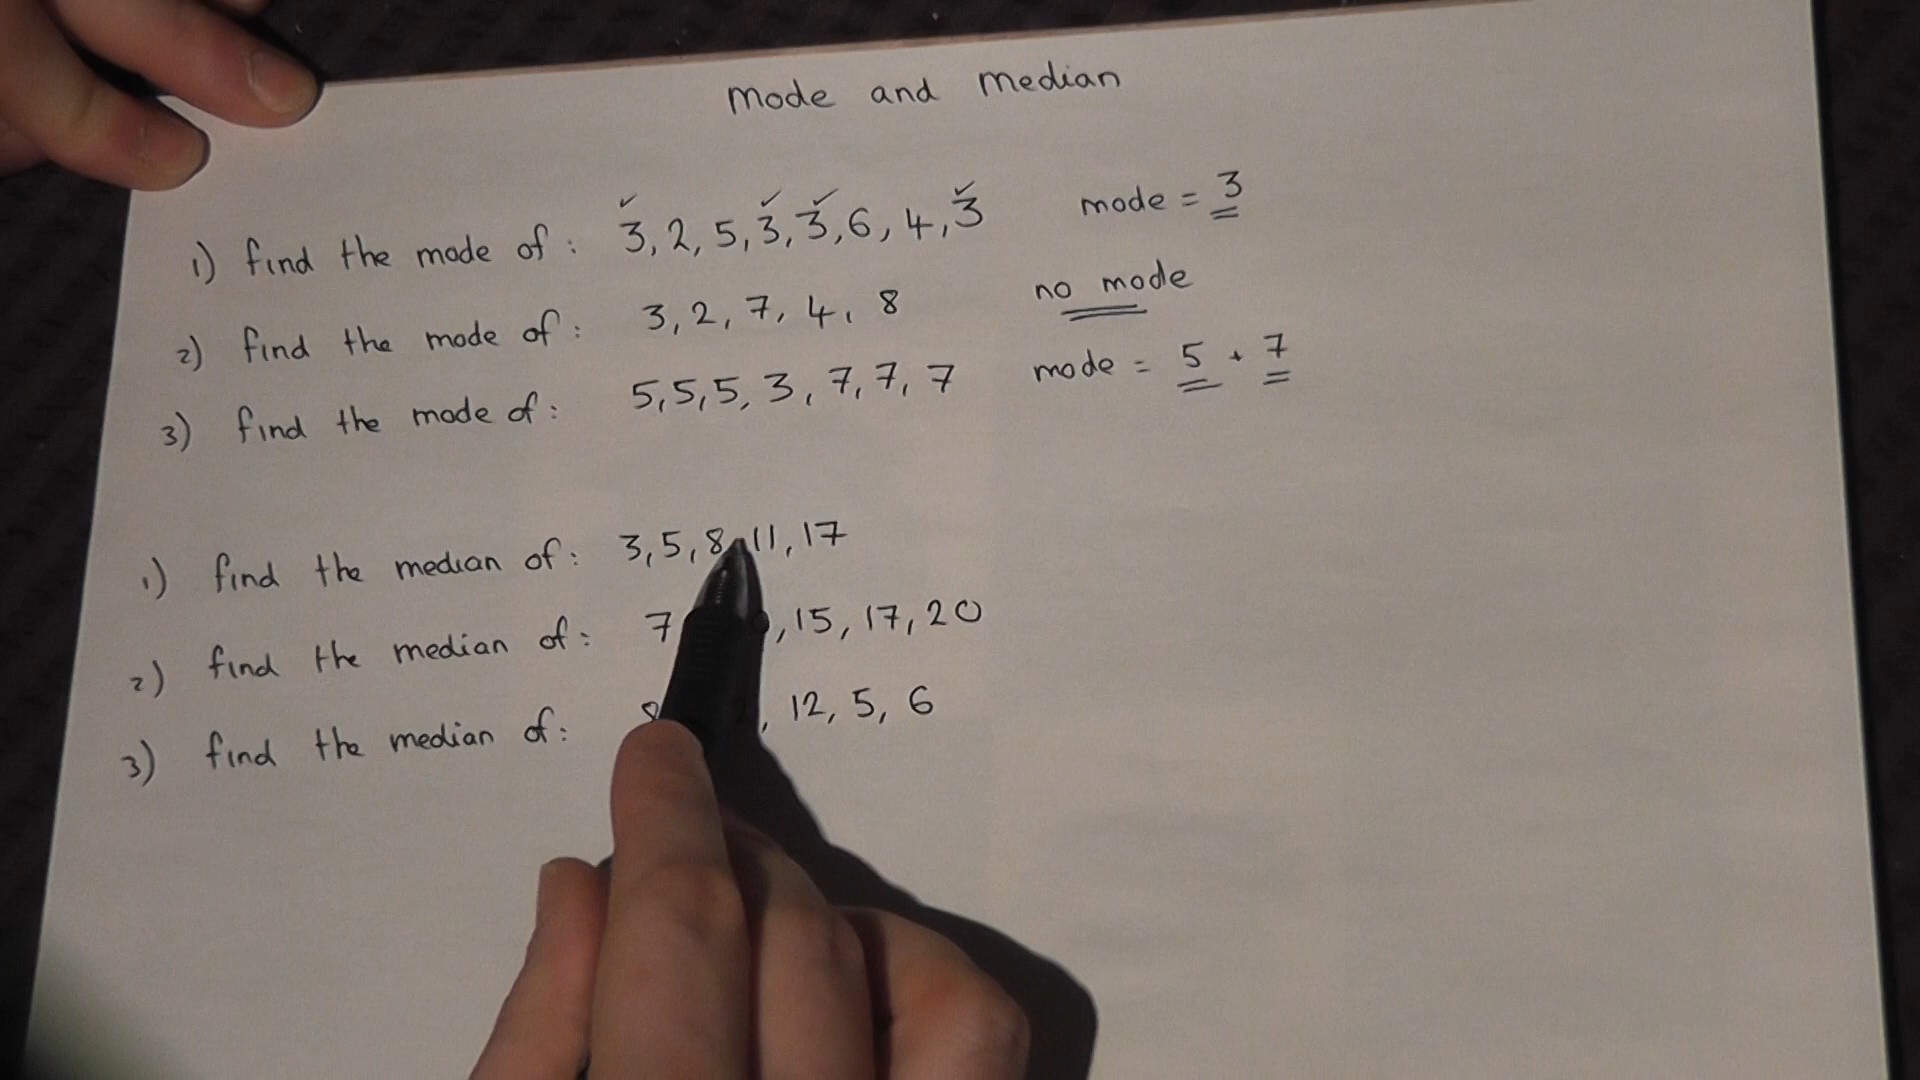 Mode and Median
1) find the mode of : 3, 2, 5, 3, 3, 6, 4, 3 mode = 3
2) find the mode of : 3, 2, 7, 4, 8 no mode
3) find the mode of : 5, 5, 5, 3, 7, 7, 7 mode = 5 + 7
1) find the median of : 3, 5, 8, 11, 17
2) find the median of : 7 , 15, 17, 20
3) find the median of : , 12, 5, 6